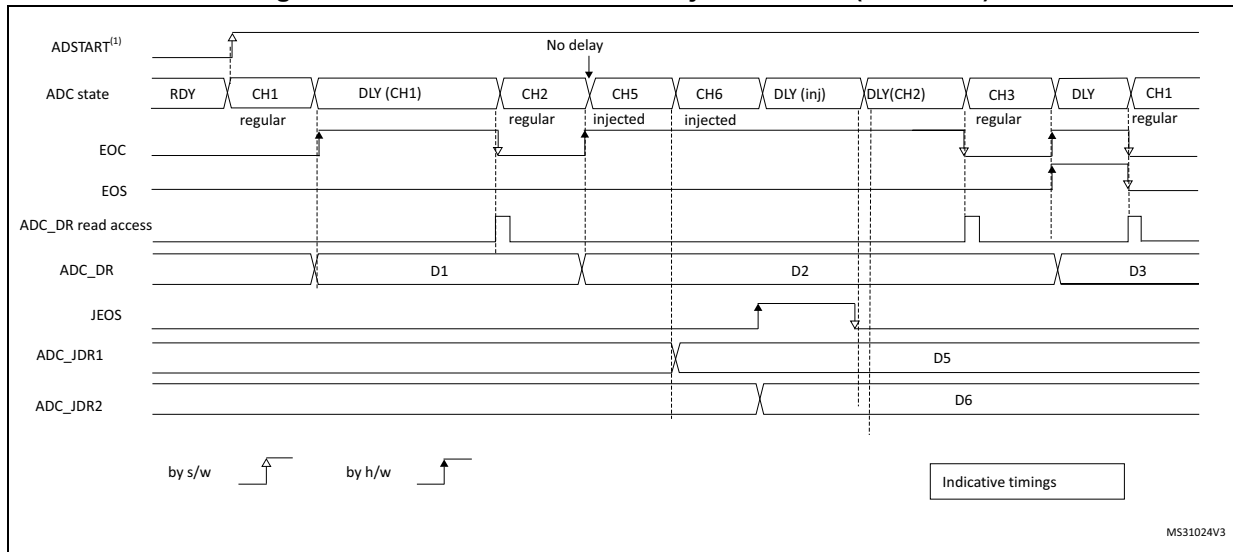 ADSTART(1)
No delay
ADC state RDY CH1 DLY (CH1) CH2 CH5 CH6 DLY (inj) DLY(CH2) CH3 DLY CH1
regular regular injected injected regular regular
EOC
EOS
ADC_DR read access
ADC_DR D1 D2 D3
JEOS
ADC_JDR1 D5
ADC_JDR2 D6
by s/w by h/w Indicative timings
MS31024V3